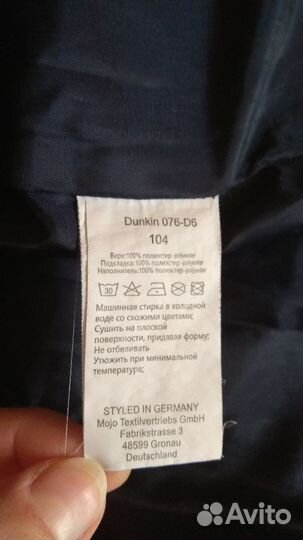 Dunkin 076-D6
104
Верх:100% полиэстер -polyester
Подкладка:100% полиэстер -polyester
Наполнитель:100% полиэстер -polyester
30
Машинная стирка в холодной
воде со схожими цветами;
Сушить на плоской
поверхности, придавая форму;
Не отбеливать
Утюжить при минимальной
температуре;
STYLED IN GERMANY
Mojo Textilvertriebs GmbH
Fabrikstrasse 3
48599 Gronau
Deutschland
Avito